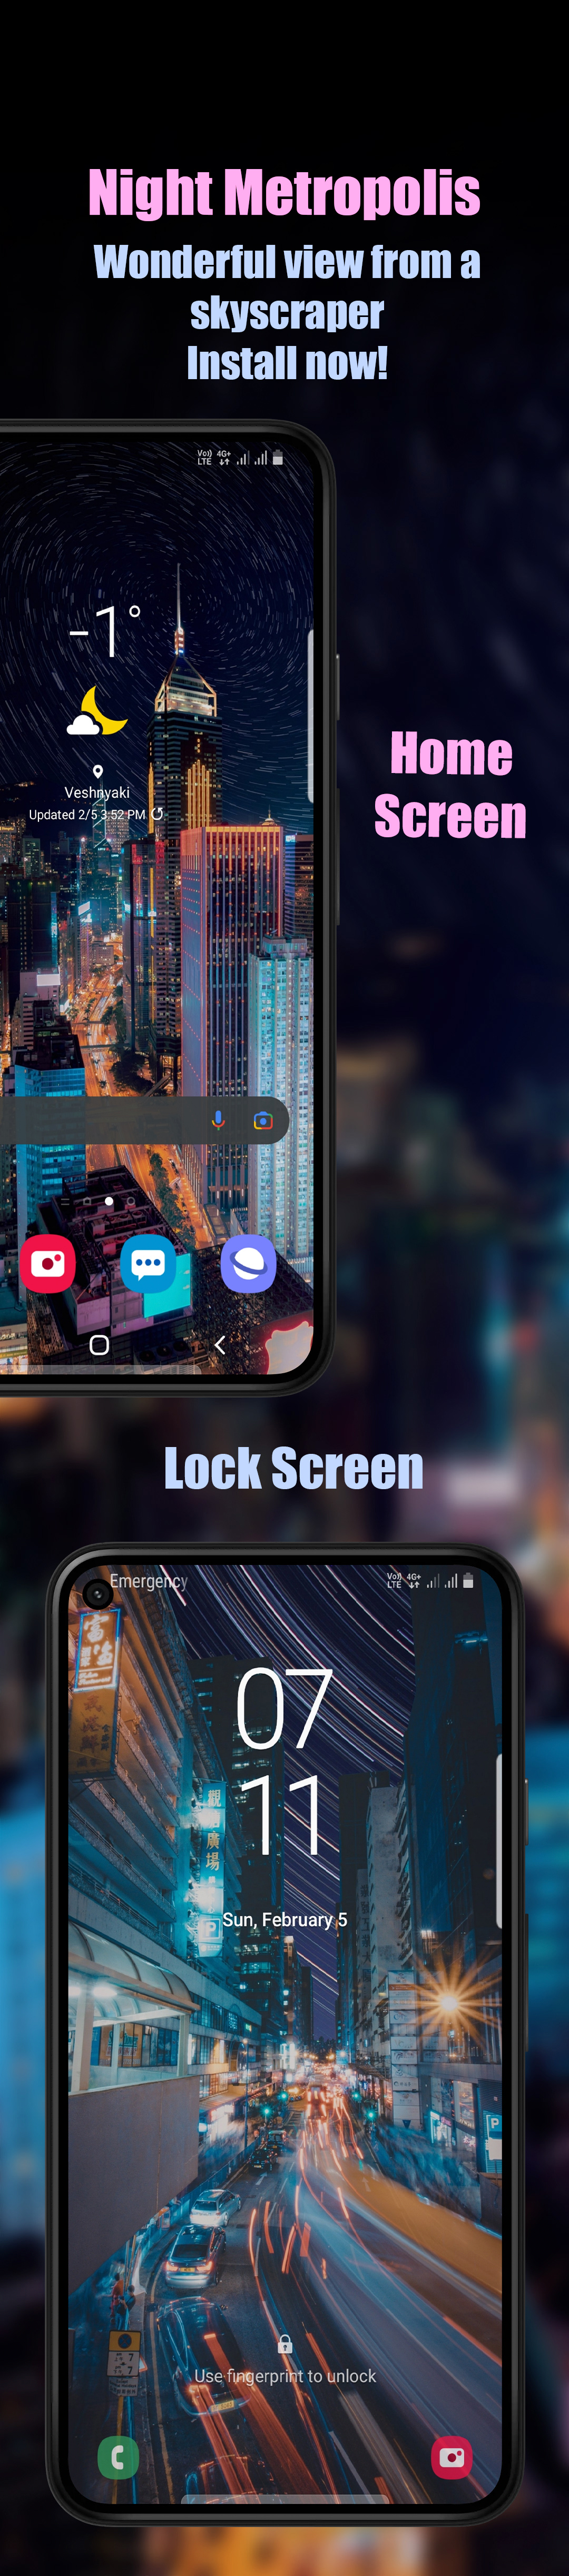 Night Metropolis
Wonderful view from a
skyscraper
Install now!
Vo))
LTE
4G+
-1°
Veshnyaki
Updated 2/5 3:52 PM
Home
Screen
Lock Screen
Emergency
Vo))
LTE
4G+
07
11
Sun, February 5
P
P
Use fingerprint to unlock